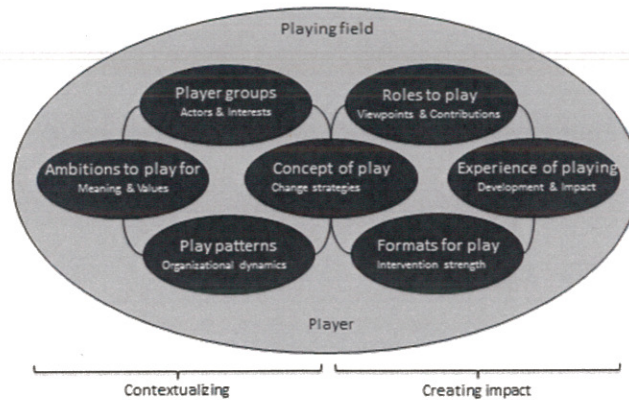 Playing field
Player groups
Actors & Interests
Roles to play
Viewpoints & Contributions
Ambitions to play for
Meaning & Values
Concept of play
Change strategies
Experience of playing
Development & Impact
Play patterns
Organizational dynamics
Formats for play
Intervention strength
Player
Contextualizing
Creating impact